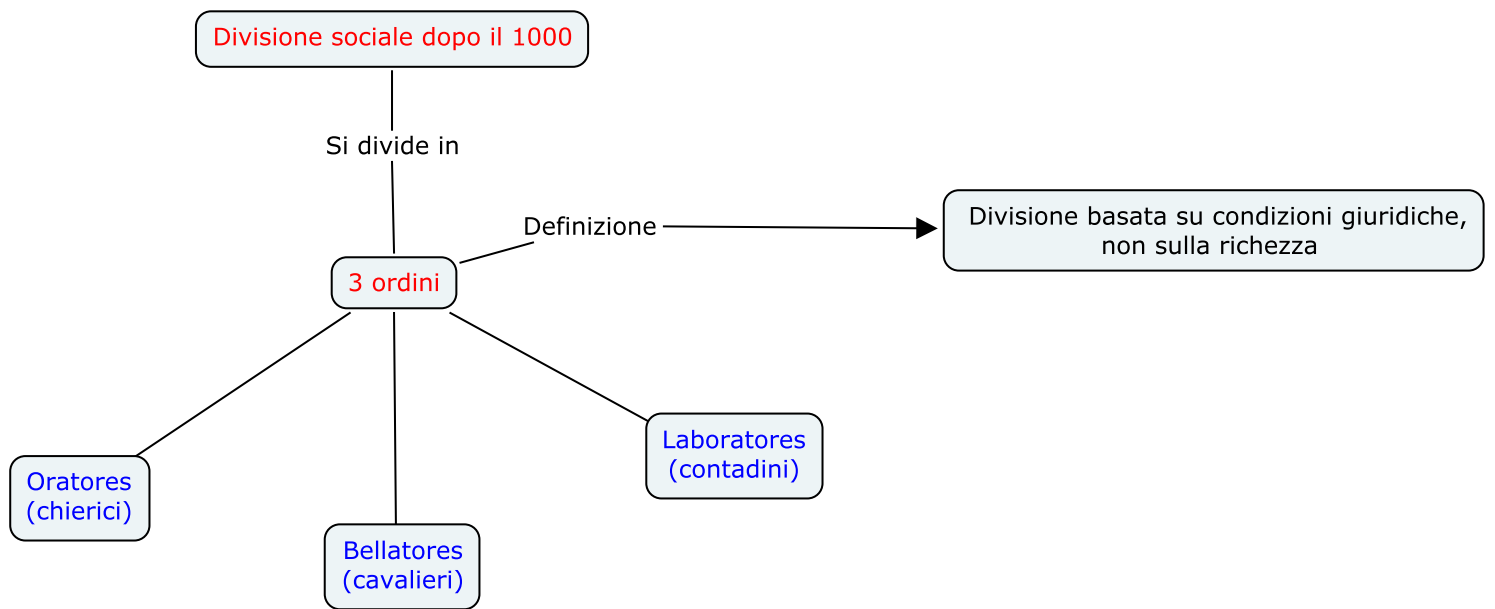 Divisione sociale dopo il 1000
Si divide in
Definizione
Divisione basata su condizioni giuridiche,
non sulla richezza
3 ordini
Oratores
(chierici)
Bellatores
(cavalieri)
Laboratores
(contadini)